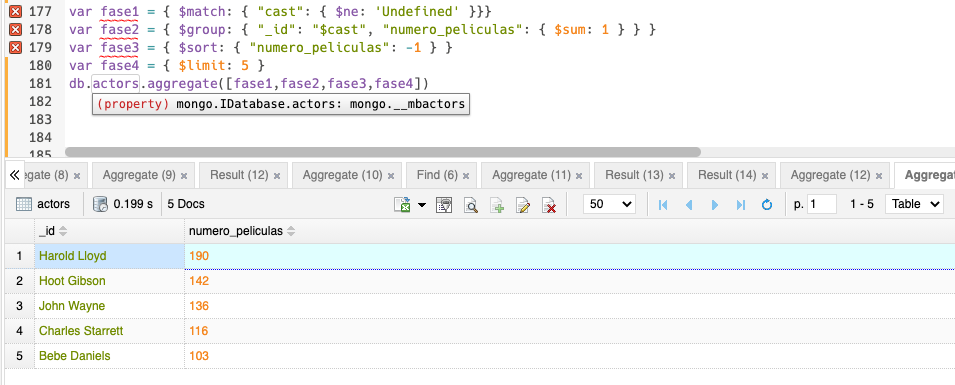 177 var fase1 = { $match: { "cast": { $ne: 'Undefined' }}}
178 var fase2 = { $group: { "_id": "$cast", "numero_peliculas": { $sum: 1 } } }
179 var fase3 = { $sort: { "numero_peliculas": -1 } }
180 var fase4 = { $limit: 5 }
181 db.actors.aggregate([fase1,fase2,fase3,fase4])
182 (property) mongo.IDatabase.actors: mongo.__mbactors
183
184
185
egate (8) × Aggregate (9) × Result (12) × Aggregate (10) × Find (6) × Aggregate (11) × Result (13) × Result (14) × Aggregate (12) × Aggregat
actors 0.199 s 5 Docs 50 p. 1 1 - 5 Table
_id numero_peliculas
1 Harold Lloyd 190
2 Hoot Gibson 142
3 John Wayne 136
4 Charles Starrett 116
5 Bebe Daniels 103